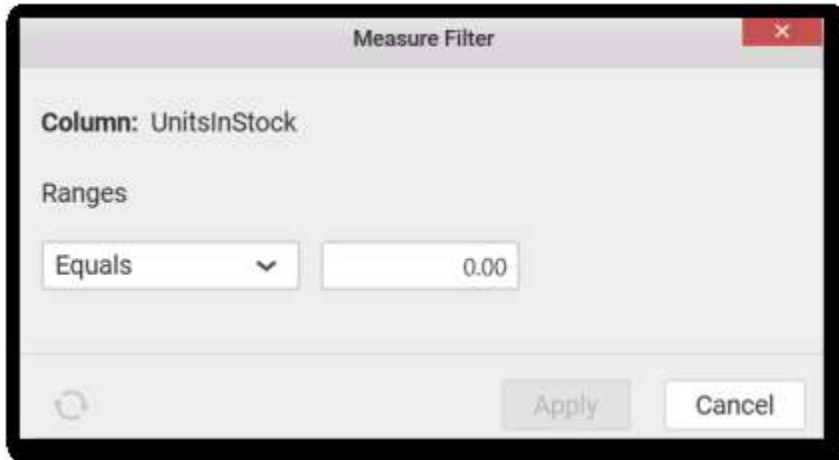 Measure Filter
Column: UnitsInStock
Ranges
Equals 0.00
Apply Cancel